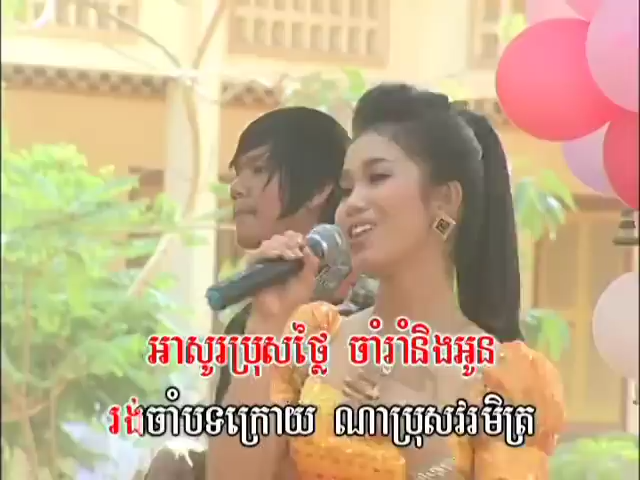 អាសូរប្រុសថ្លៃ ចាំរាំនិងអូន
រង់ចាំបទក្រោយ ណាប្រុសវរមិត្រ